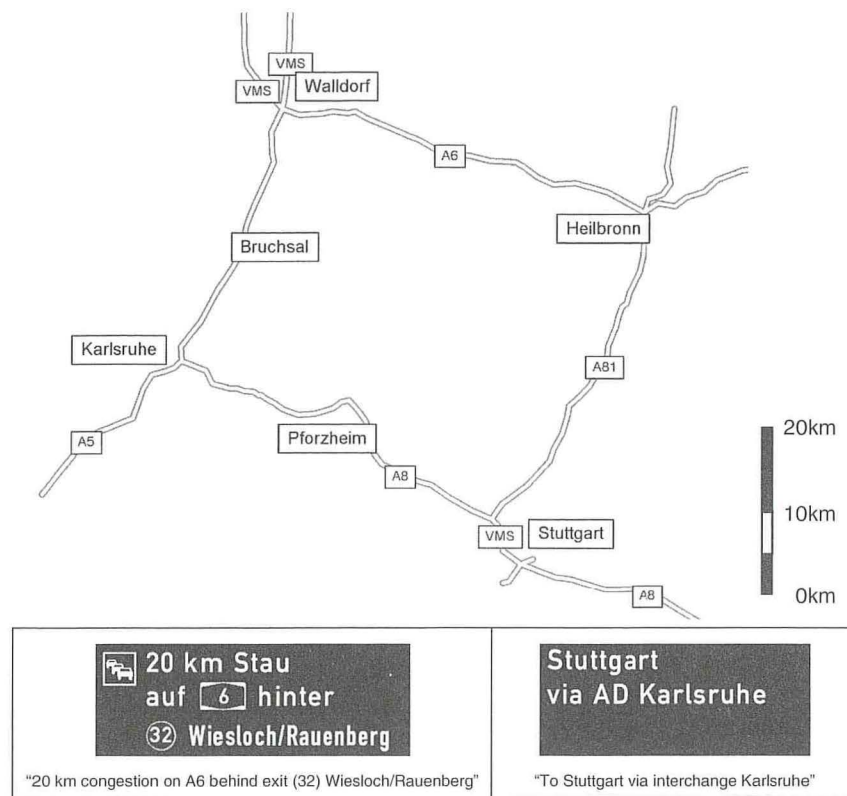 VMS
VMS
Walldorf
A6
Heilbronn
Bruchsal
Karlsruhe
A81
A5
Pforzheim
A8
VMS
Stuttgart
A8
20km
10km
0km
20 km Stau
auf 6 hinter
32 Wiesloch/Rauenberg
"20 km congestion on A6 behind exit (32) Wiesloch/Rauenberg"
Stuttgart
via AD Karlsruhe
"To Stuttgart via interchange Karlsruhe"